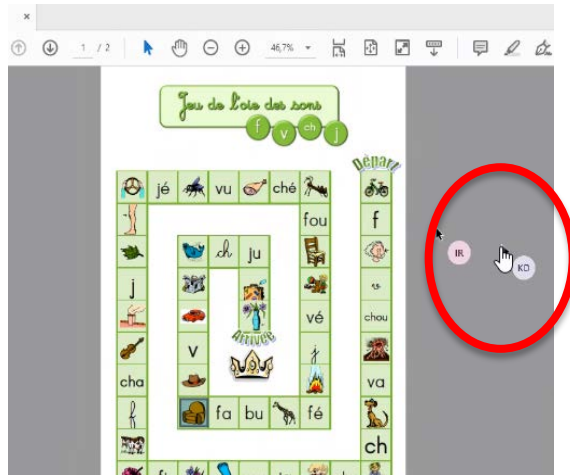 ×
1 / 2
46,7%
Jeu de l'oie des sons
f v ch j
Départ
jé vu ché
fou f
ch ju
j v
vé chou
Arrivée
v j
cha va
f fa bu fé
ch
IR
KO